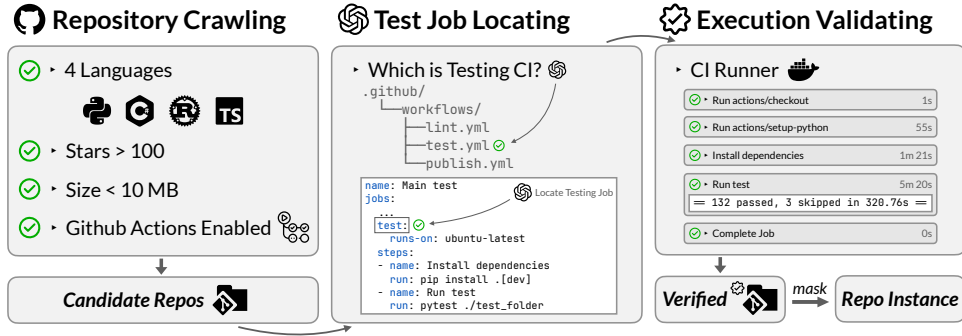 Repository Crawling
4 Languages
TS
Stars > 100
Size < 10 MB
Github Actions Enabled
Candidate Repos
Test Job Locating
Which is Testing CI?
.github/
workflows/
lint.yml
test.yml
publish.yml
name: Main test
Locate Testing Job
jobs:
...
test:
runs-on: ubuntu-latest
steps:
- name: Install dependencies
run: pip install .[dev]
- name: Run test
run: pytest ./test_folder
Execution Validating
CI Runner
Run actions/checkout 1s
Run actions/setup-python 55s
Install dependencies 1m 21s
Run test 5m 20s
== 132 passed, 3 skipped in 320.76s ==
Complete Job 0s
Verified
mask
Repo Instance